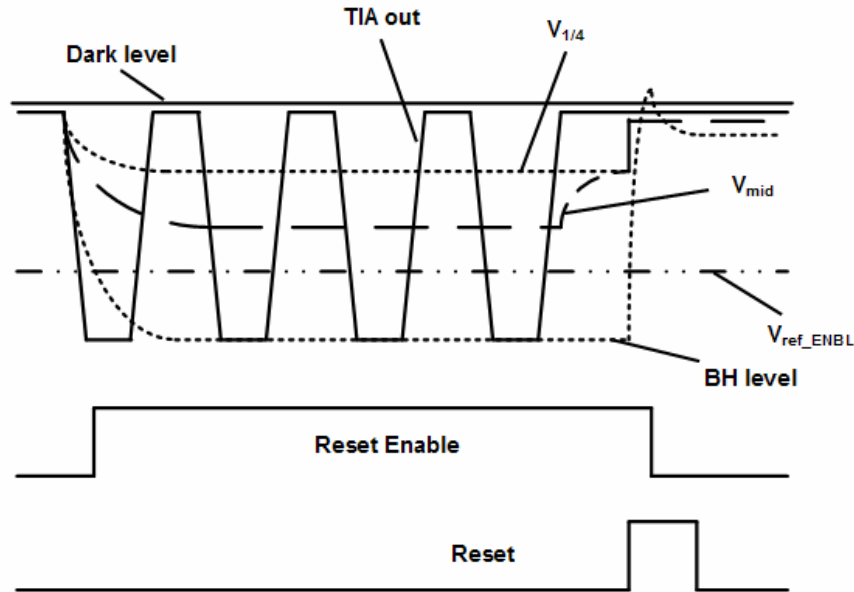 TIA out
V1/4
Dark level
Vmid
Vref_ENBL
BH level
Reset Enable
Reset